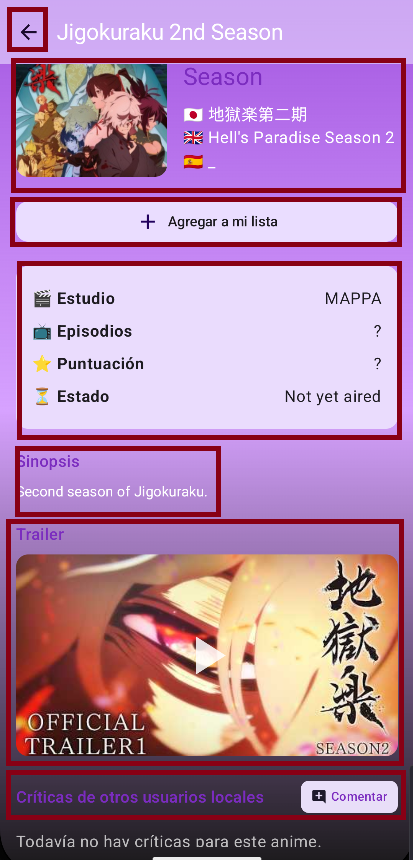 Jigokuraku 2nd Season
楽
Season
地獄楽第二期
Hell's Paradise Season 2
_
Agregar a mi lista
Estudio MAPPA
Episodios ?
Puntuación ?
Estado Not yet aired
Sinopsis
Second season of Jigokuraku.
Trailer
地獄楽
OFFICIAL
TRAILER1
SEASON2
Críticas de otros usuarios locales
Comentar
Todavía no hay críticas para este anime.